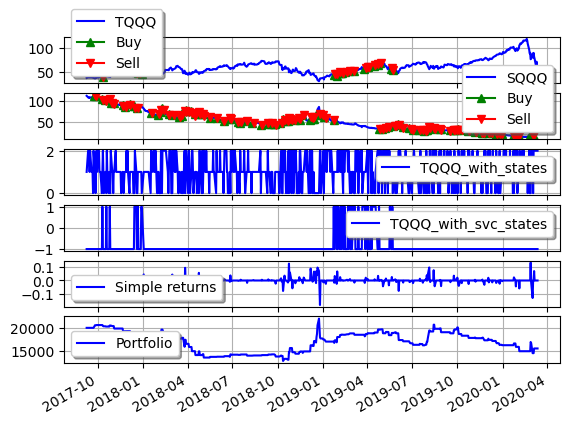 TQQQ
Buy
Sell
100
50
SQQQ
Buy
Sell
100
50
TQQQ_with_states
2
0
TQQQ_with_svc_states
1
0
−1
Simple returns
0.1
0.0
−0.1
Portfolio
20000
15000
2017-10
2018-01
2018-04
2018-07
2018-10
2019-01
2019-04
2019-07
2019-10
2020-01
2020-04